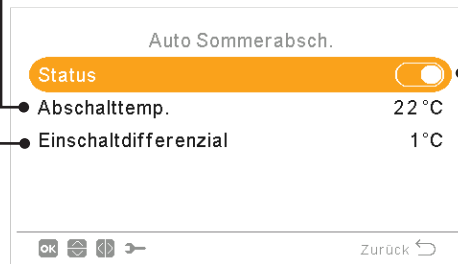 Auto Sommerabsch.
Status
Abschalttemp. 22°C
Einschaltdifferenzial 1°C
OK Zurück